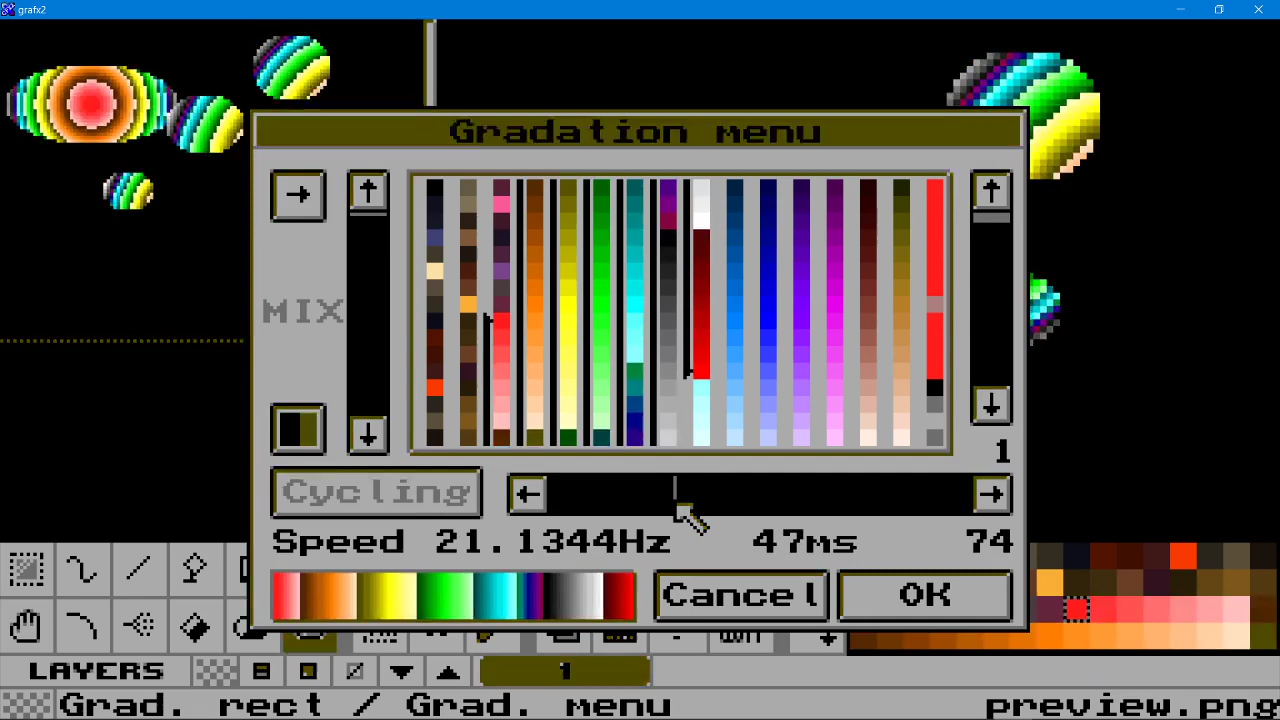 grafx2
Gradation menu
MIX
1
Cycling
Speed 21.1344Hz 47ms 74
Cancel OK
LAYERS 1
Grad. rect / Grad. menu preview.png